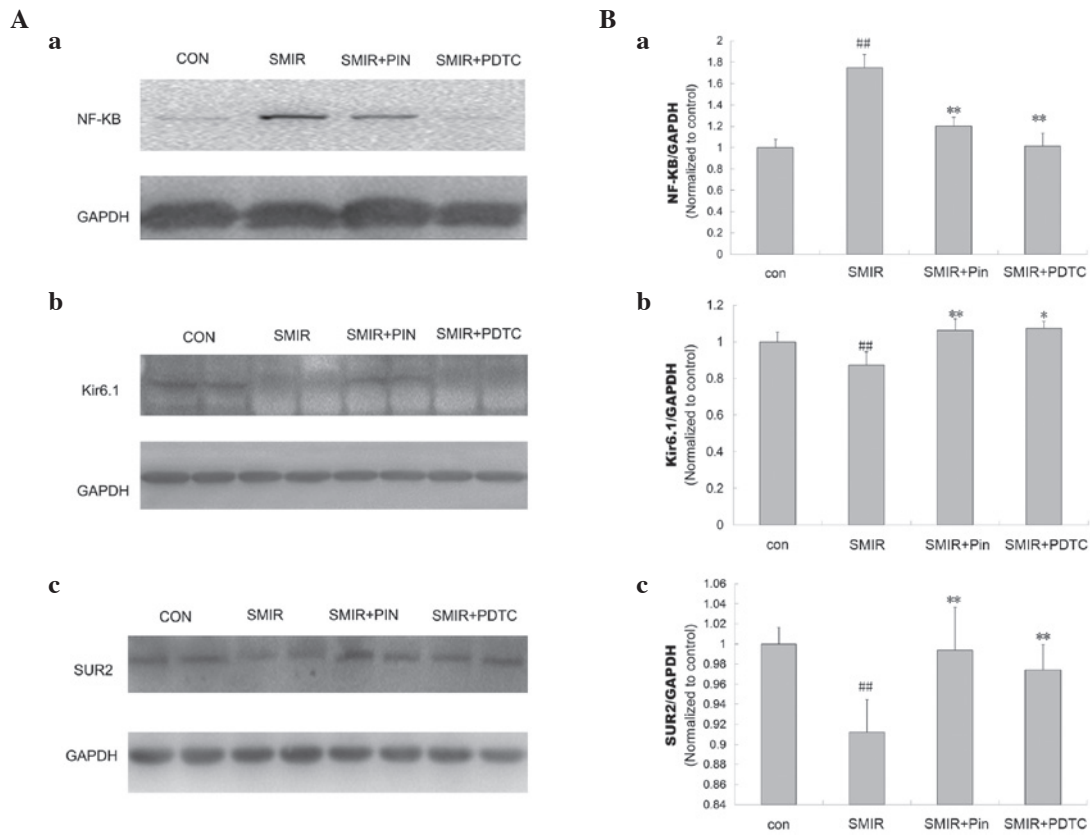 A
a
CON SMIR SMIR+PIN SMIR+PDTC
NF-KB
GAPDH
b
CON SMIR SMIR+PIN SMIR+PDTC
Kir6.1
GAPDH
c
CON SMIR SMIR+PIN SMIR+PDTC
SUR2
GAPDH
B
a
NF-KB/GAPDH
(Normalized to control)
2
1.8
1.6
1.4
1.2
1
0.8
0.6
0.4
0.2
0
##
**
**
con SMIR SMIR+Pin SMIR+PDTC
b
Kir6.1/GAPDH
(Normalized to control)
1.2
1
0.8
0.6
0.4
0.2
0
##
**
*
con SMIR SMIR+Pin SMIR+PDTC
c
SUR2/GAPDH
(Normalized to control)
1.06
1.04
1.02
1
0.98
0.96
0.94
0.92
0.9
0.88
0.86
0.84
##
**
**
con SMIR SMIR+Pin SMIR+PDTC